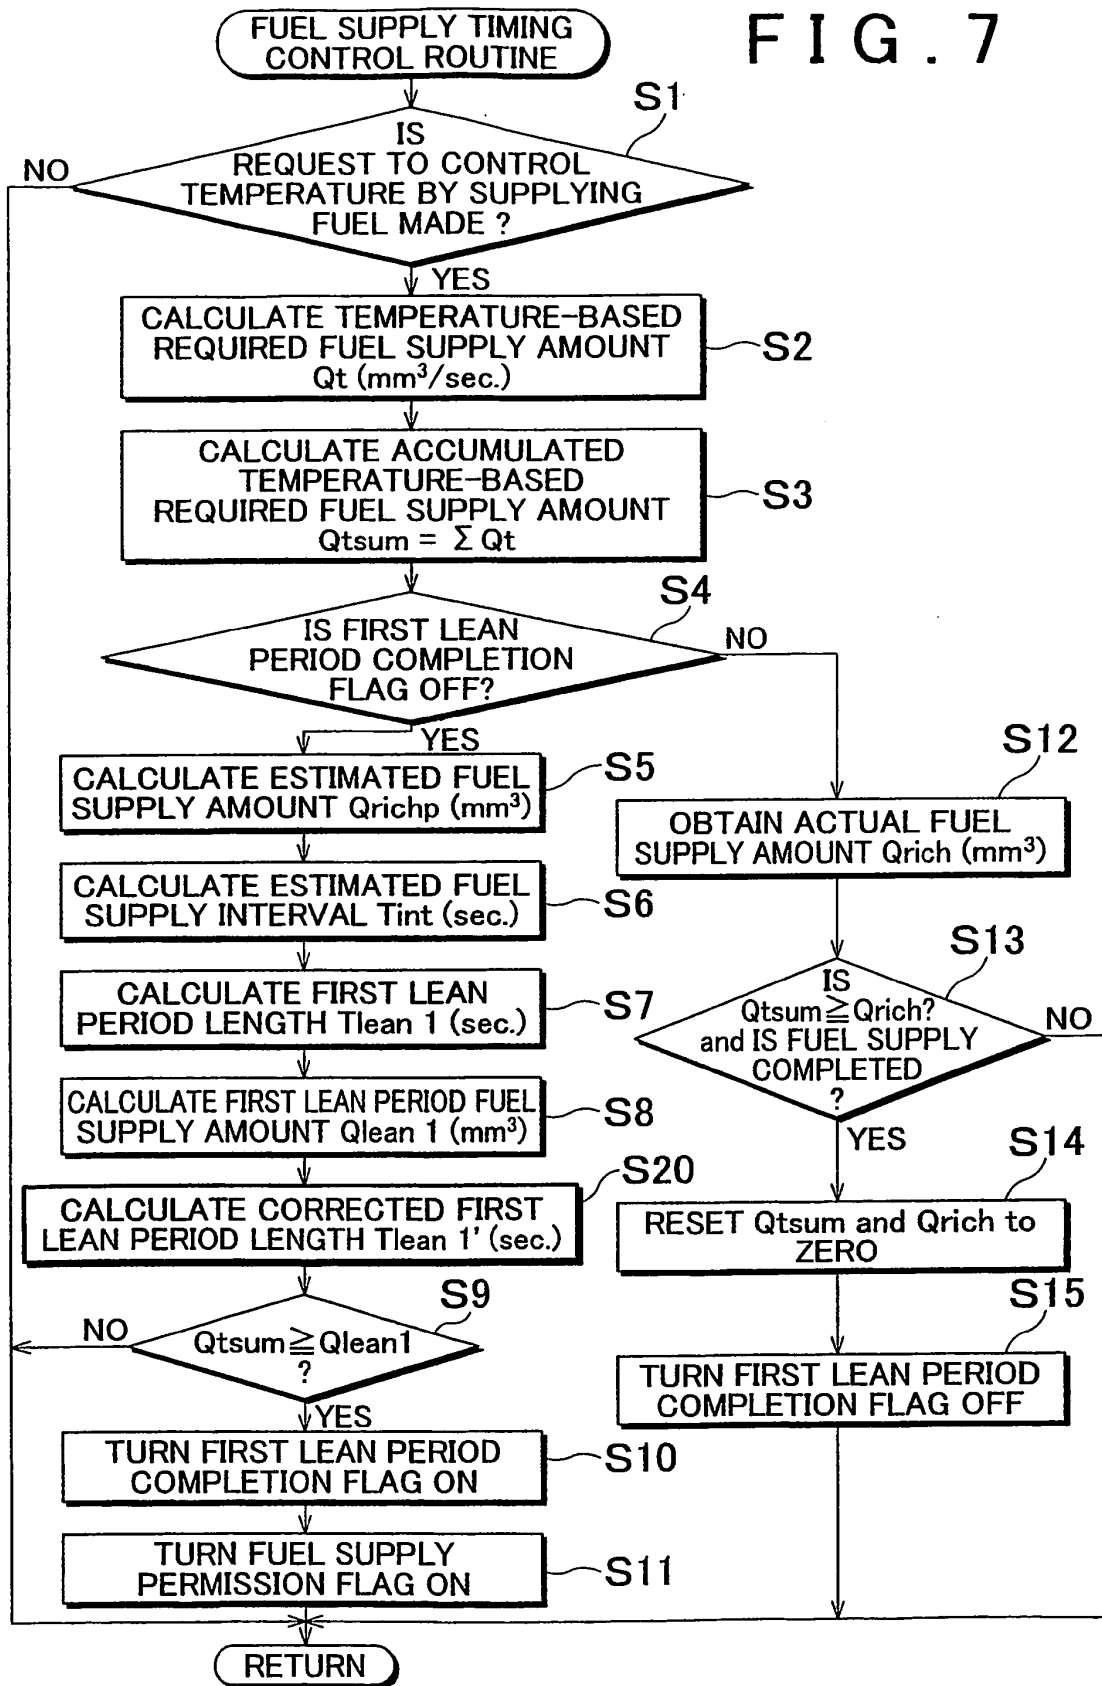 FIG. 7
FUEL SUPPLY TIMING
CONTROL ROUTINE
S1
IS
REQUEST TO CONTROL
TEMPERATURE BY SUPPLYING
FUEL MADE ?
NO
YES
CALCULATE TEMPERATURE-BASED
REQUIRED FUEL SUPPLY AMOUNT
Qt (mm³/sec.)
S2
CALCULATE ACCUMULATED
TEMPERATURE-BASED
REQUIRED FUEL SUPPLY AMOUNT
Qtsum = Σ Qt
S3
S4
IS FIRST LEAN
PERIOD COMPLETION
FLAG OFF?
NO
YES
CALCULATE ESTIMATED FUEL
SUPPLY AMOUNT Qrichp (mm³)
S5
CALCULATE ESTIMATED FUEL
SUPPLY INTERVAL Tint (sec.)
S6
CALCULATE FIRST LEAN
PERIOD LENGTH Tlean 1 (sec.)
S7
CALCULATE FIRST LEAN PERIOD FUEL
SUPPLY AMOUNT Qlean 1 (mm³)
S8
S20
CALCULATE CORRECTED FIRST
LEAN PERIOD LENGTH Tlean 1' (sec.)
S9
NO
Qtsum ≧ Qlean1
?
YES
TURN FIRST LEAN PERIOD
COMPLETION FLAG ON
S10
TURN FUEL SUPPLY
PERMISSION FLAG ON
S11
S12
OBTAIN ACTUAL FUEL
SUPPLY AMOUNT Qrich (mm³)
S13
IS
Qtsum ≧ Qrich?
and IS FUEL SUPPLY
COMPLETED
?
NO
YES
S14
RESET Qtsum and Qrich to
ZERO
S15
TURN FIRST LEAN PERIOD
COMPLETION FLAG OFF
RETURN